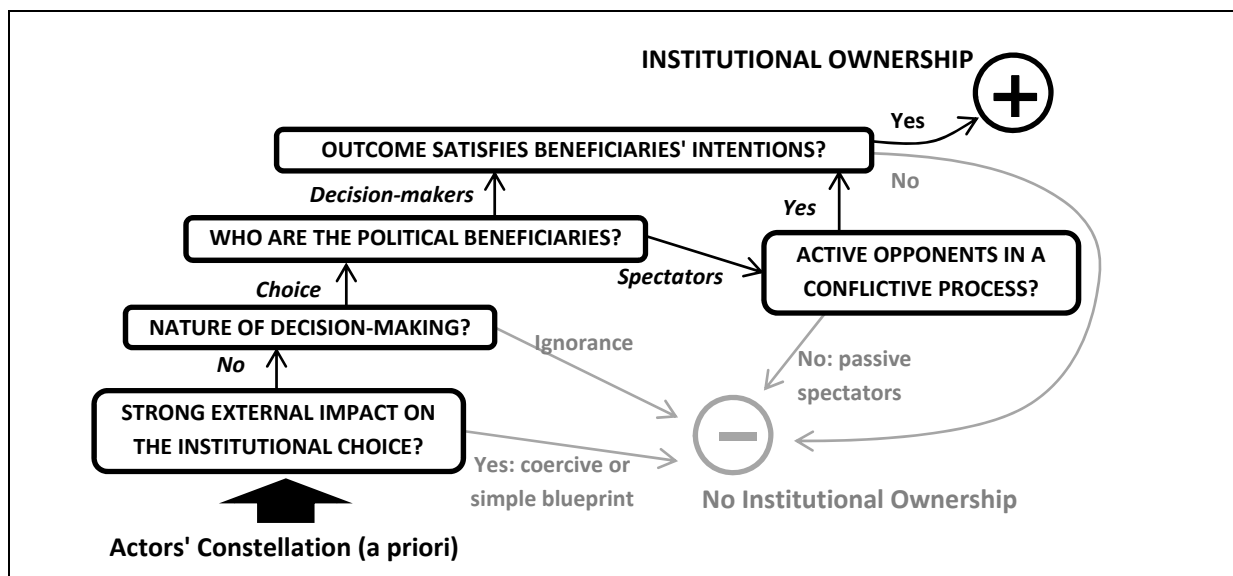 INSTITUTIONAL OWNERSHIP
+
Yes
OUTCOME SATISFIES BENEFICIARIES' INTENTIONS?
No
Decision-makers
Yes
WHO ARE THE POLITICAL BENEFICIARIES?
ACTIVE OPPONENTS IN A
CONFLICTIVE PROCESS?
Spectators
Choice
NATURE OF DECISION-MAKING?
Ignorance
No
No: passive
spectators
STRONG EXTERNAL IMPACT ON
THE INSTITUTIONAL CHOICE?
−
Yes: coercive or
simple blueprint
No Institutional Ownership
Actors' Constellation (a priori)